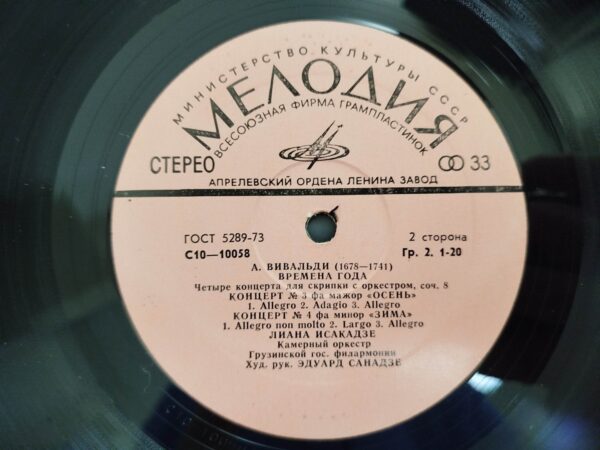 МИНИСТЕРСТВО КУЛЬТУРЫ СССР
МЕЛОДИЯ
ВСЕСОЮЗНАЯ ФИРМА ГРАМПЛАСТИНОК
СТЕРЕО
33
АПРЕЛЕВСКИЙ ОРДЕНА ЛЕНИНА ЗАВОД
ГОСТ 5289-73
2 сторона
С10—10058
Гр. 2. 1-20
А. ВИВАЛЬДИ (1678—1741)
ВРЕМЕНА ГОДА
Четыре концерта для скрипки с оркестром, соч. 8
КОНЦЕРТ № 3 фа мажор «ОСЕНЬ»
1. Allegro 2. Adagio 3. Allegro
КОНЦЕРТ № 4 фа минор «ЗИМА»
1. Allegro non molto 2. Largo 3. Allegro
ЛИАНА ИСАКАДЗЕ
Камерный оркестр
Грузинской гос. филармонии
Худ. рук. ЭДУАРД САНАДЗЕ